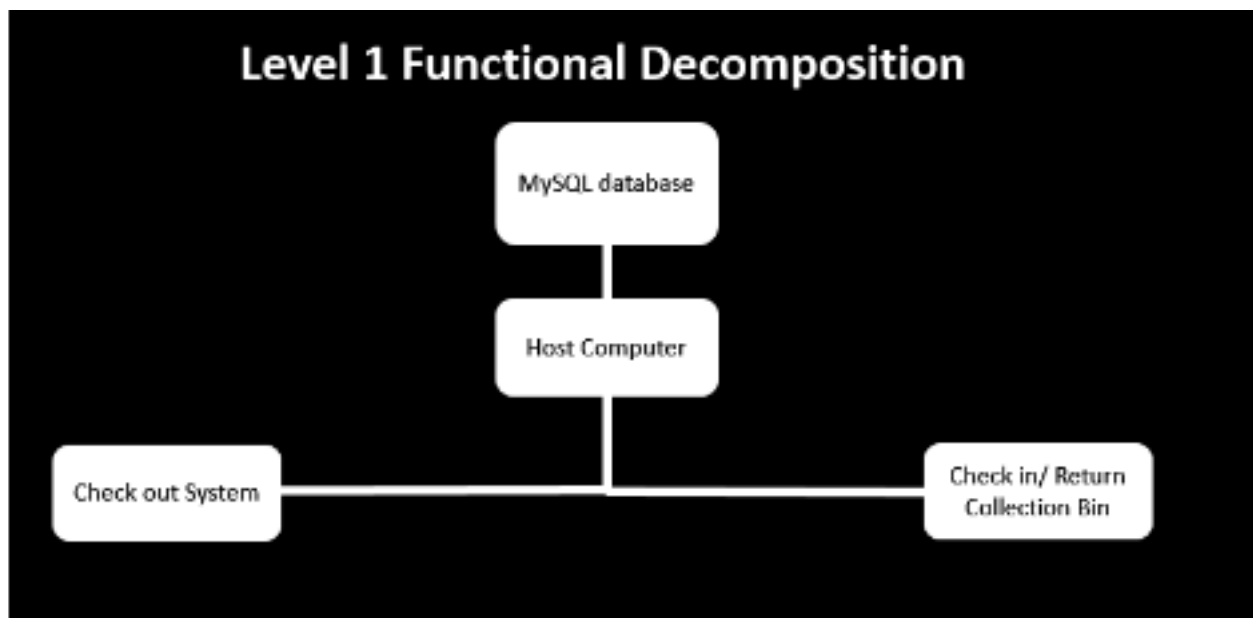 Level 1 Functional Decomposition
MySQL database
Host Computer
Check out System
Check in/ Return
Collection Bin